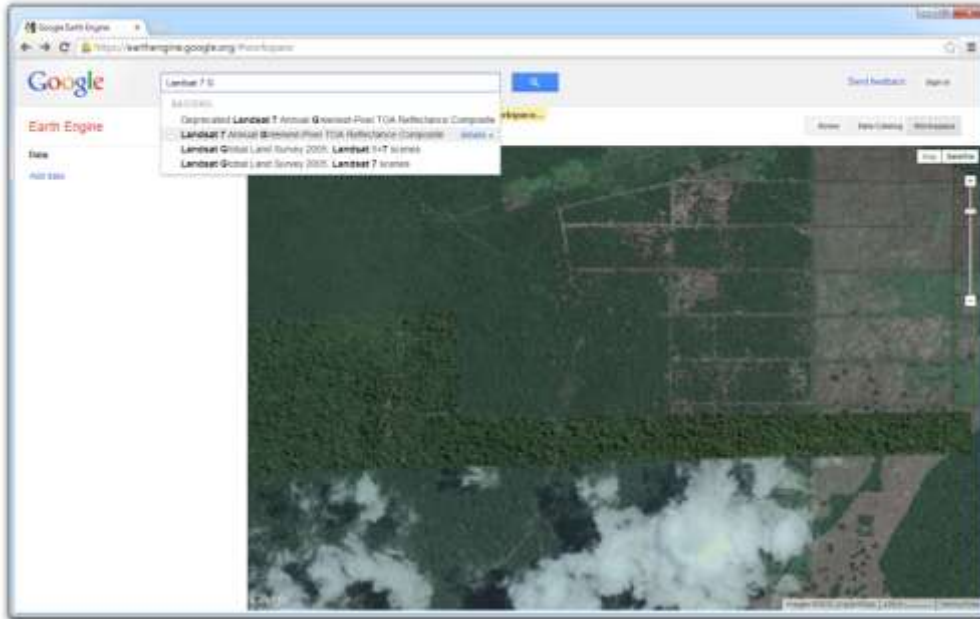 Google Earth Engine
https://earthengine.google.org/#workspace
Google
Landsat 7 G
Send feedback
Sign in
RASTERS
Deprecated Landsat 7 Annual Greenest-Pixel TOA Reflectance Composite
Landsat 7 Annual Greenest-Pixel TOA Reflectance Composite
details »
Landsat Global Land Survey 2005, Landsat 5+7 scenes
Landsat Global Land Survey 2005, Landsat 7 scenes
Earth Engine
Home
Data Catalog
Workspace
Data
Add data
Map
Satellite